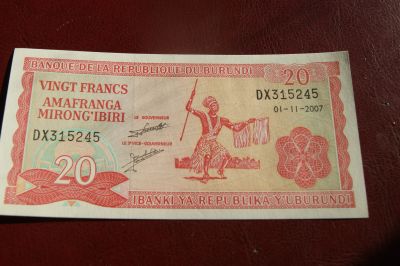 BANQUE DE LA REPUBLIQUE DU BURUNDI
20
VINGT FRANCS
AMAFRANGA
MIRONG'IBIRI
DX315245
01-11-2007
LE GOUVERNEUR
DX315245
LE 1ᵉʳ VICE-GOUVERNEUR
20
IBANKI YA REPUBLIKA Y'UBURUNDI